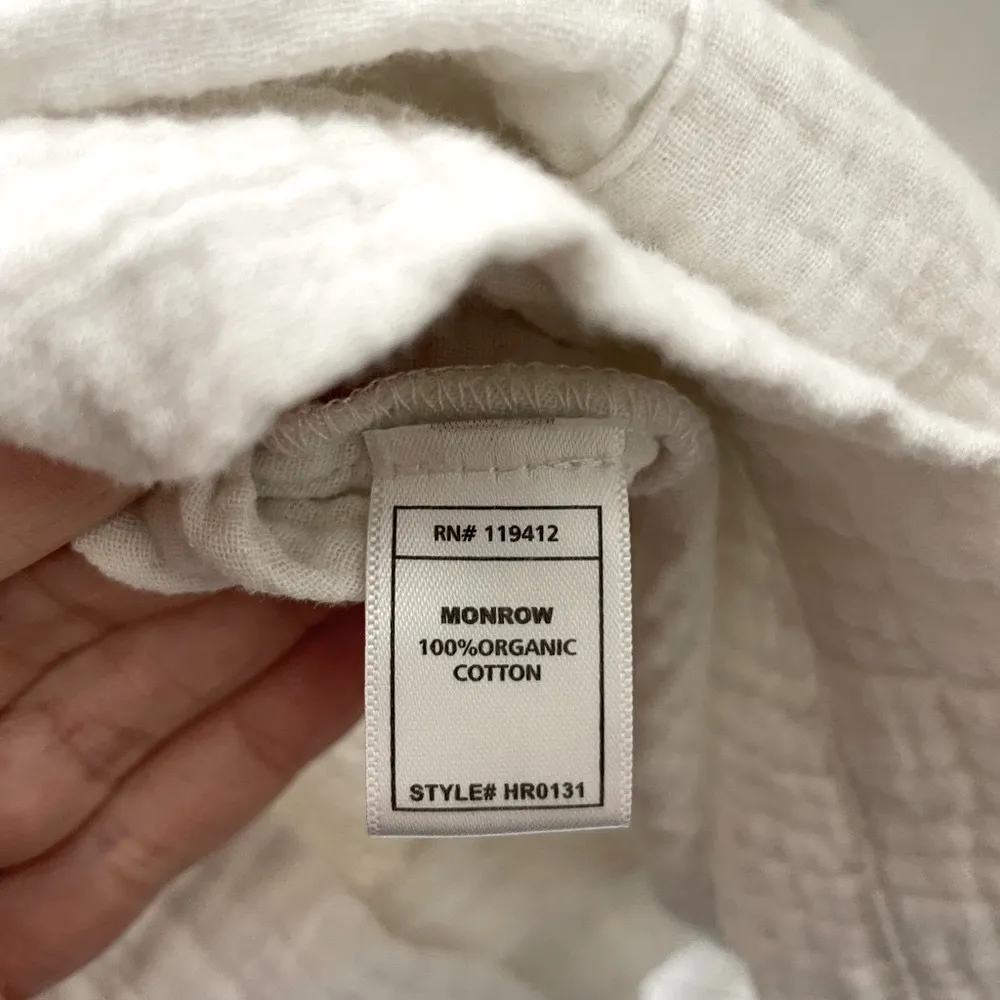 RN# 119412
MONROW
100%ORGANIC
COTTON
STYLE# HR0131